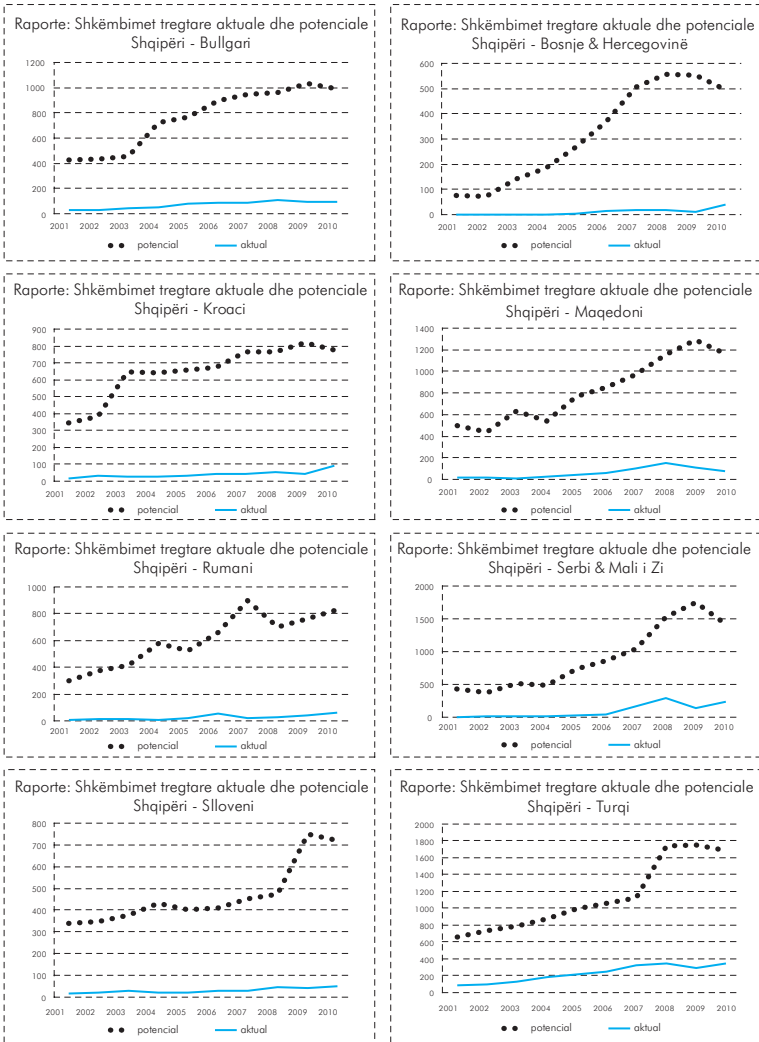 Raporte: Shkëmbimet tregtare aktuale dhe potenciale
Shqipëri - Bullgari
1200
1000
800
600
400
200
0
2001 2002 2003 2004 2005 2006 2007 2008 2009 2010
potencial aktual
Raporte: Shkëmbimet tregtare aktuale dhe potenciale
Shqipëri - Bosnje & Hercegovinë
600
500
400
300
200
100
0
2001 2002 2003 2004 2005 2006 2007 2008 2009 2010
potencial aktual
Raporte: Shkëmbimet tregtare aktuale dhe potenciale
Shqipëri - Kroaci
900
800
700
600
500
400
300
200
100
0
2001 2002 2003 2004 2005 2006 2007 2008 2009 2010
potencial aktual
Raporte: Shkëmbimet tregtare aktuale dhe potenciale
Shqipëri - Maqedoni
1400
1200
1000
800
600
400
200
0
2001 2002 2003 2004 2005 2006 2007 2008 2009 2010
potencial aktual
Raporte: Shkëmbimet tregtare aktuale dhe potenciale
Shqipëri - Rumani
1000
800
600
400
200
0
2001 2002 2003 2004 2005 2006 2007 2008 2009 2010
potencial aktual
Raporte: Shkëmbimet tregtare aktuale dhe potenciale
Shqipëri - Serbi & Mali i Zi
2000
1500
1000
500
0
2001 2002 2003 2004 2005 2006 2007 2008 2009 2010
potencial aktual
Raporte: Shkëmbimet tregtare aktuale dhe potenciale
Shqipëri - Slloveni
800
700
600
500
400
300
200
100
0
2001 2002 2003 2004 2005 2006 2007 2008 2009 2010
potencial aktual
Raporte: Shkëmbimet tregtare aktuale dhe potenciale
Shqipëri - Turqi
2000
1800
1600
1400
1200
1000
800
600
400
200
0
2001 2002 2003 2004 2005 2006 2007 2008 2009 2010
potencial aktual